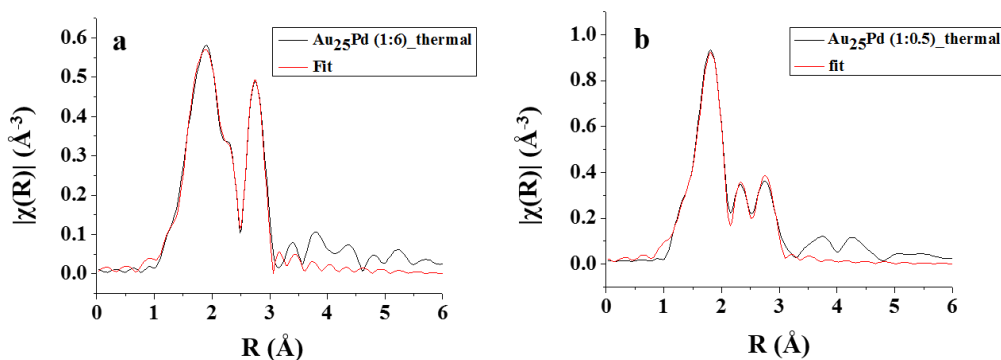 a
Au25Pd (1:6)_thermal
Fit
0.6
0.5
0.4
0.3
0.2
0.1
0.0
|χ(R)| (Å-3)
0 1 2 3 4 5 6
R (Å)
b
Au25Pd (1:0.5)_thermal
fit
1.0
0.8
0.6
0.4
0.2
0.0
|χ(R)| (Å-3)
0 1 2 3 4 5 6
R (Å)